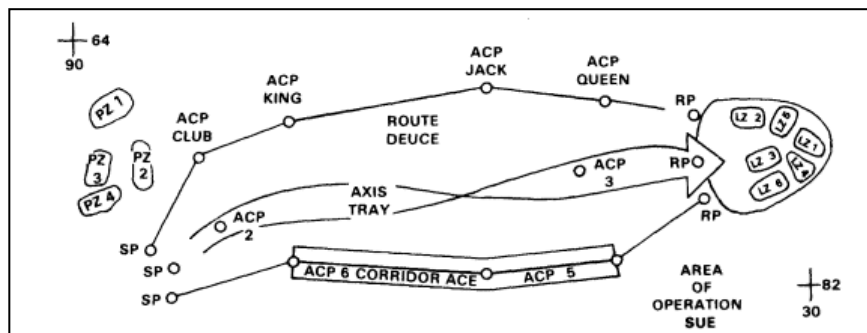 64
90
PZ 1
PZ 3
PZ 2
PZ 4
ACP CLUB
ACP KING
ACP JACK
ACP QUEEN
RP
ROUTE DEUCE
LZ 2
LZ 5
LZ 1
LZ 3
LZ 4
LZ 6
RP
ACP 3
AXIS TRAY
ACP 2
SP
SP
SP
RP
ACP 6 CORRIDOR ACE
ACP 5
AREA
OF
OPERATION
SUE
82
30